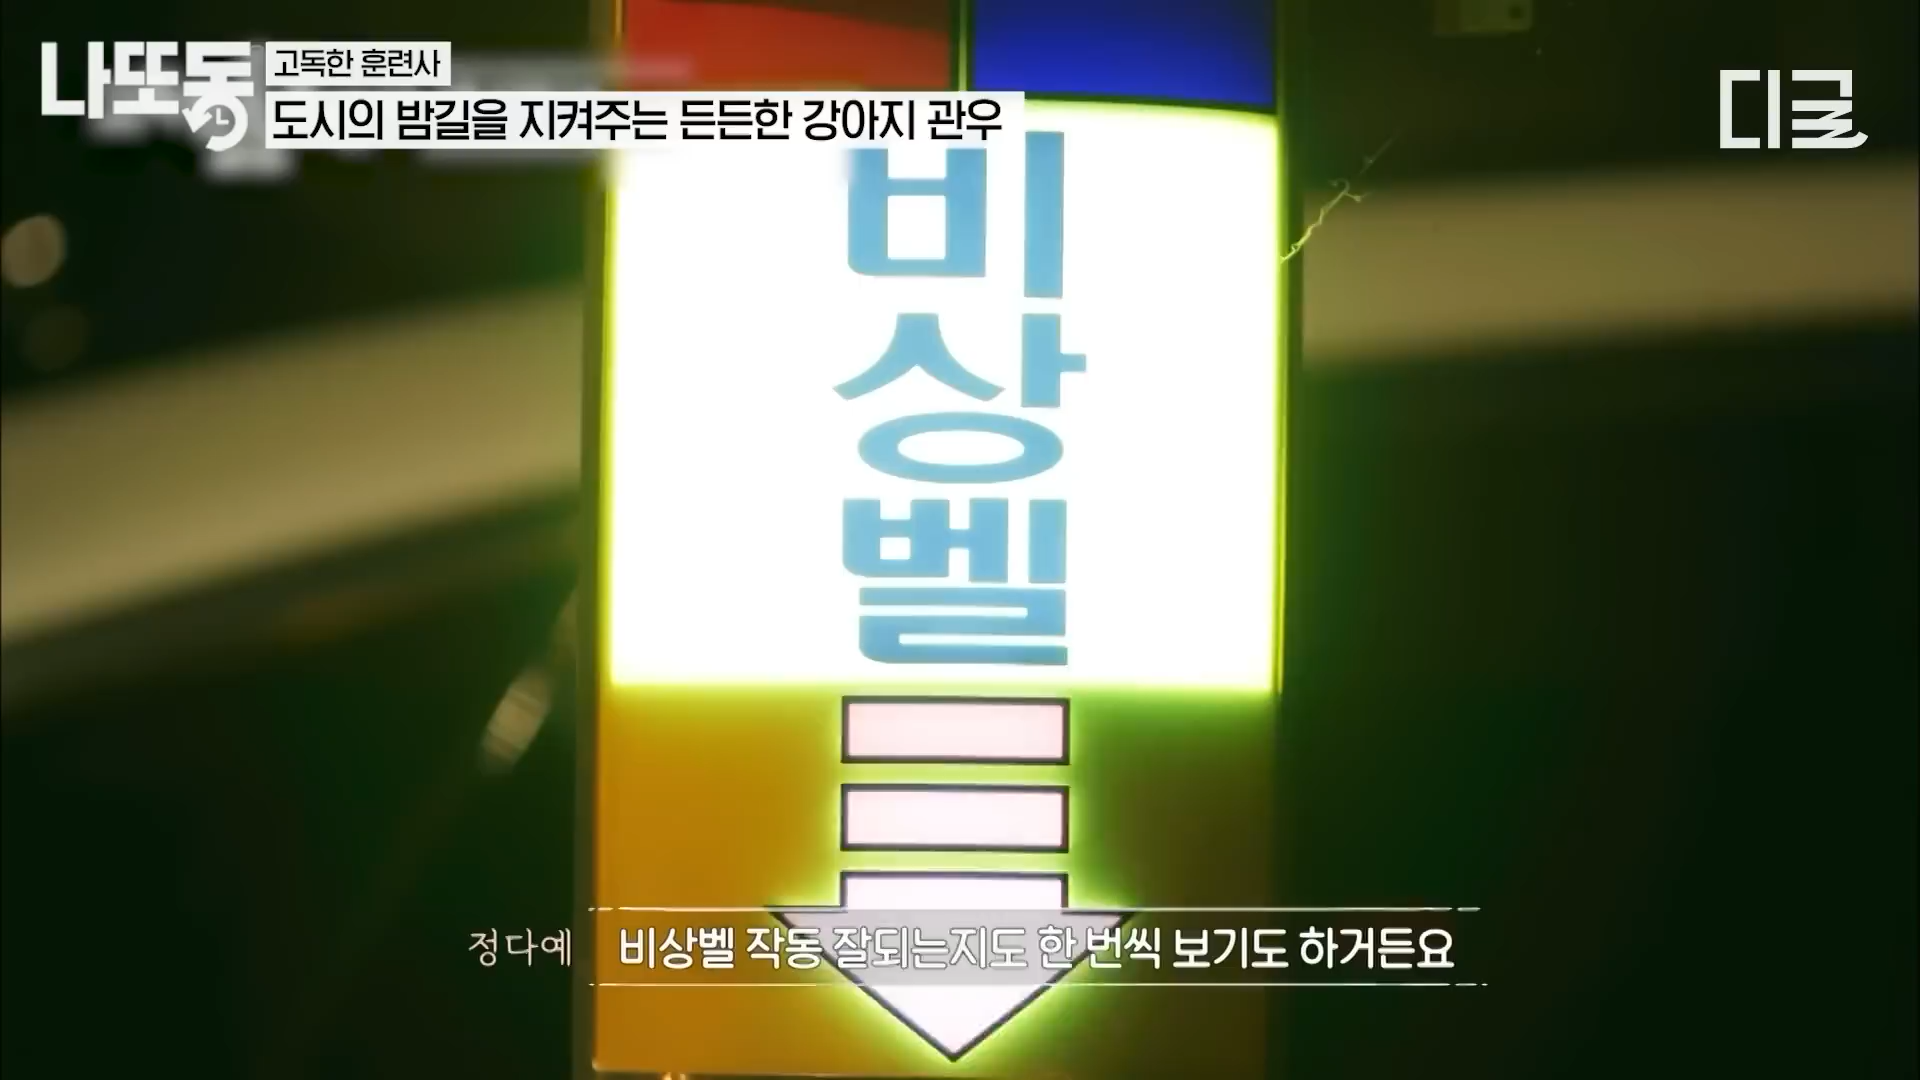 나또동
고독한 훈련사
도시의 밤길을 지켜주는 든든한 강아지 관우
디글
비
상
벨
정다예
비상벨 작동 잘되는지도 한 번씩 보기도 하거든요